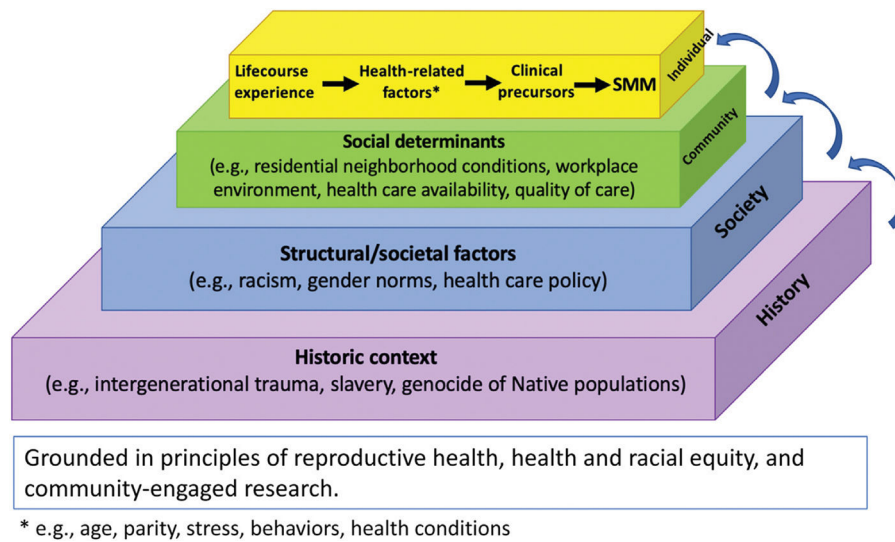 Lifecourse experience → Health-related factors* → Clinical precursors → SMM
Individual
Social determinants
(e.g., residential neighborhood conditions, workplace
environment, health care availability, quality of care)
Community
Structural/societal factors
(e.g., racism, gender norms, health care policy)
Society
Historic context
(e.g., intergenerational trauma, slavery, genocide of Native populations)
History
Grounded in principles of reproductive health, health and racial equity, and
community-engaged research.
* e.g., age, parity, stress, behaviors, health conditions